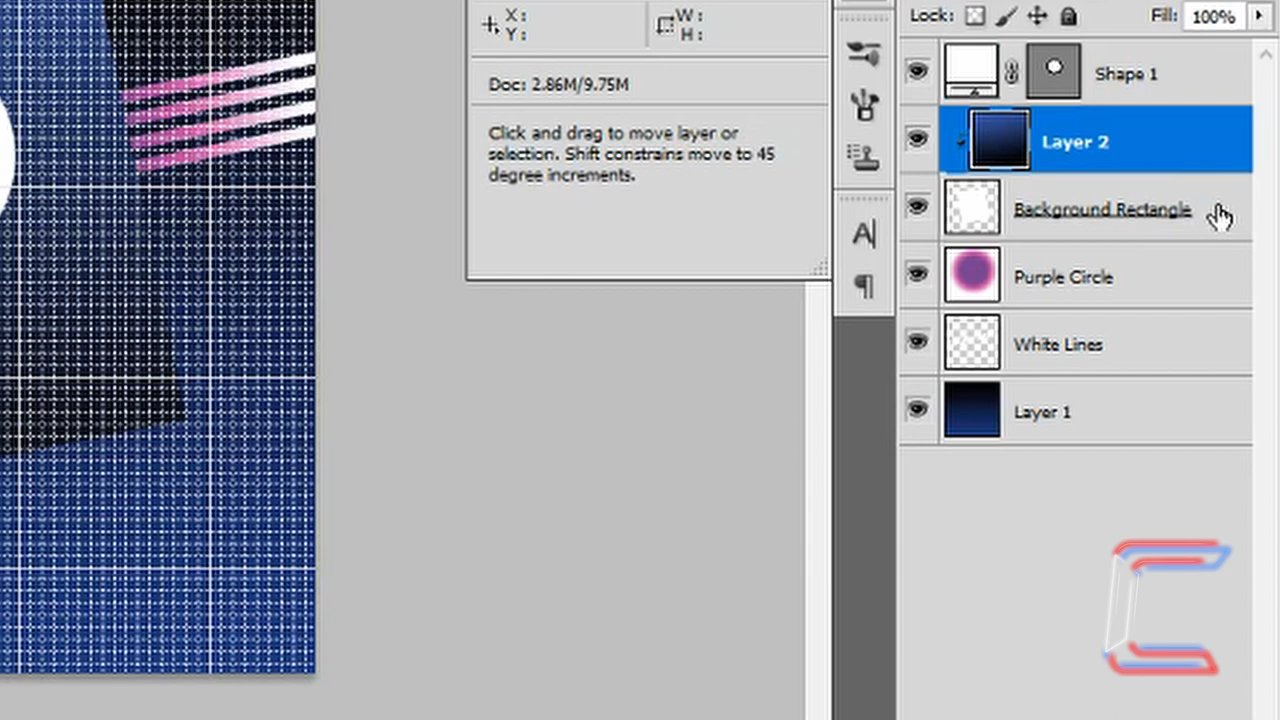 X:
Y:
W:
H:
Doc: 2.86M/9.75M
Click and drag to move layer or
selection. Shift constrains move to 45
degree increments.
Lock:
Fill: 100%
Shape 1
Layer 2
Background Rectangle
Purple Circle
White Lines
Layer 1